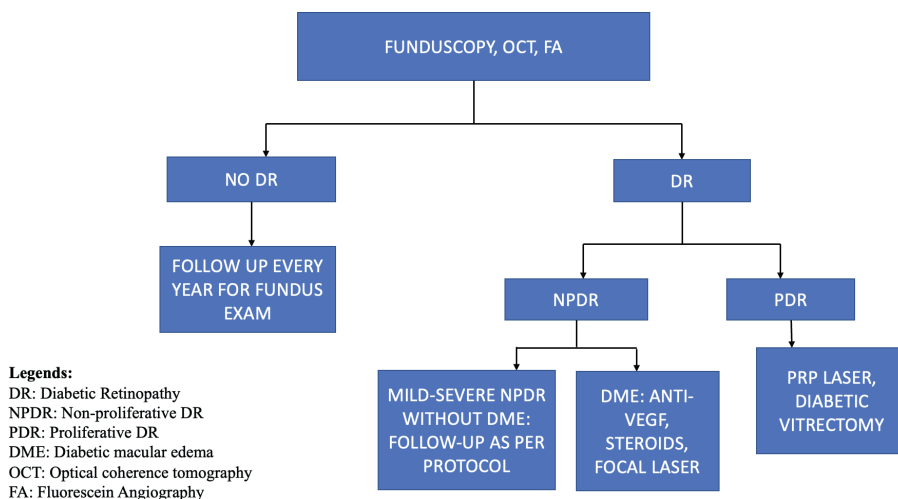 FUNDUSCOPY, OCT, FA
NO DR
DR
FOLLOW UP EVERY
YEAR FOR FUNDUS
EXAM
NPDR
PDR
MILD-SEVERE NPDR
WITHOUT DME:
FOLLOW-UP AS PER
PROTOCOL
DME: ANTI-
VEGF,
STEROIDS,
FOCAL LASER
PRP LASER,
DIABETIC
VITRECTOMY
Legends:
DR: Diabetic Retinopathy
NPDR: Non-proliferative DR
PDR: Proliferative DR
DME: Diabetic macular edema
OCT: Optical coherence tomography
FA: Fluorescein Angiography